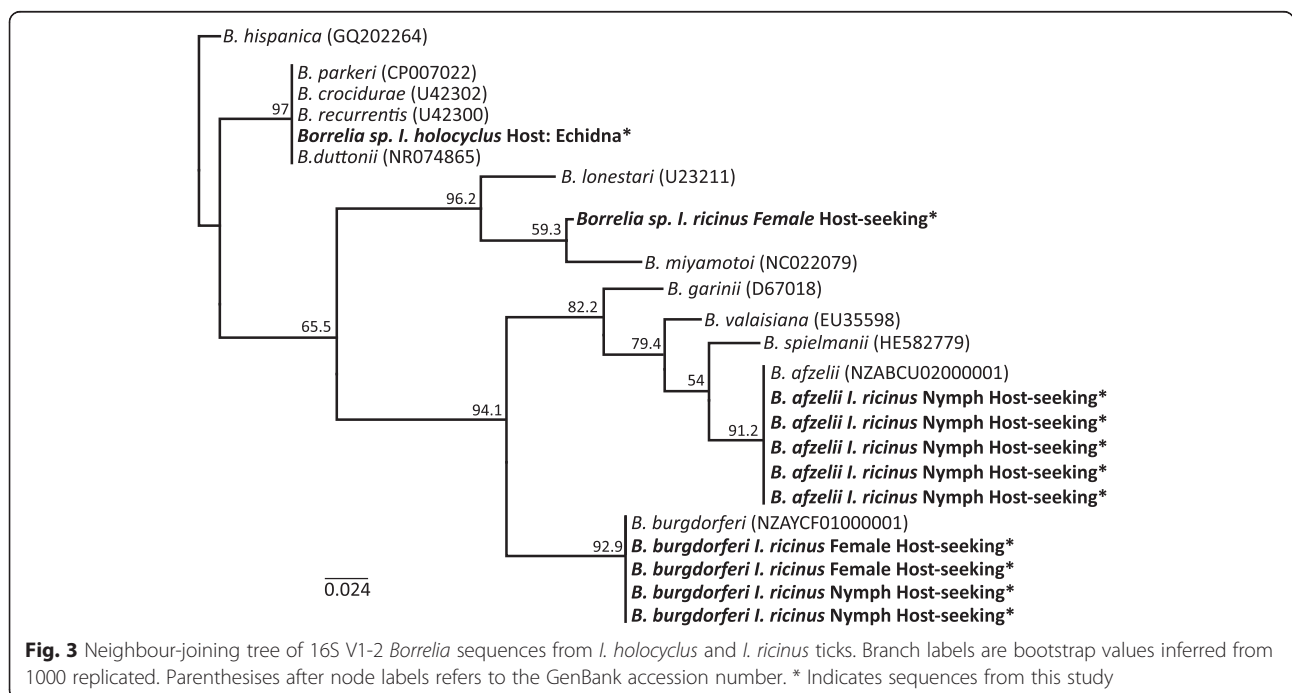 B. hispanica (GQ202264)
B. parkeri (CP007022)
B. crocidurae (U42302)
97
B. recurrentis (U42300)
Borrelia sp. I. holocyclus Host: Echidna*
B.duttonii (NR074865)
B. lonestari (U23211)
96.2
Borrelia sp. I. ricinus Female Host-seeking*
59.3
B. miyamotoi (NC022079)
B. garinii (D67018)
82.2
B. valaisiana (EU35598)
65.5
B. spielmanii (HE582779)
79.4
B. afzelii (NZABCU02000001)
54
B. afzelii I. ricinus Nymph Host-seeking*
94.1
B. afzelii I. ricinus Nymph Host-seeking*
91.2
B. afzelii I. ricinus Nymph Host-seeking*
B. afzelii I. ricinus Nymph Host-seeking*
B. afzelii I. ricinus Nymph Host-seeking*
B. burgdorferi (NZAYCF01000001)
92.9
B. burgdorferi I. ricinus Female Host-seeking*
B. burgdorferi I. ricinus Female Host-seeking*
B. burgdorferi I. ricinus Nymph Host-seeking*
B. burgdorferi I. ricinus Nymph Host-seeking*
0.024
Fig. 3 Neighbour-joining tree of 16S V1-2 Borrelia sequences from I. holocyclus and I. ricinus ticks. Branch labels are bootstrap values inferred from
1000 replicated. Parenthesises after node labels refers to the GenBank accession number. * Indicates sequences from this study